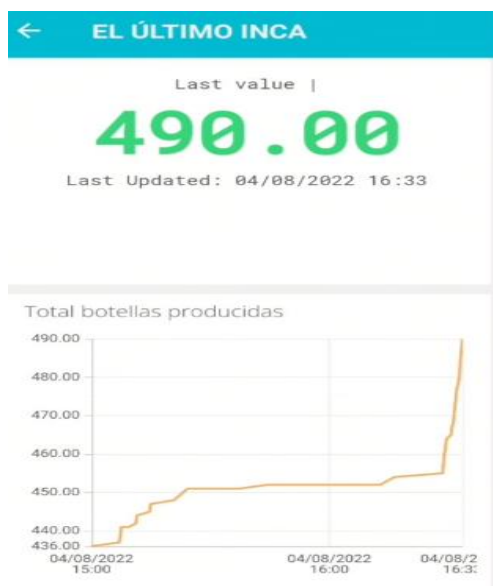 ← EL ÚLTIMO INCA
Last value |
490.00
Last Updated: 04/08/2022 16:33
Total botellas producidas
490.00
480.00
470.00
460.00
450.00
440.00
436.00
04/08/2022 04/08/2022 04/08/2
15:00 16:00 16:3